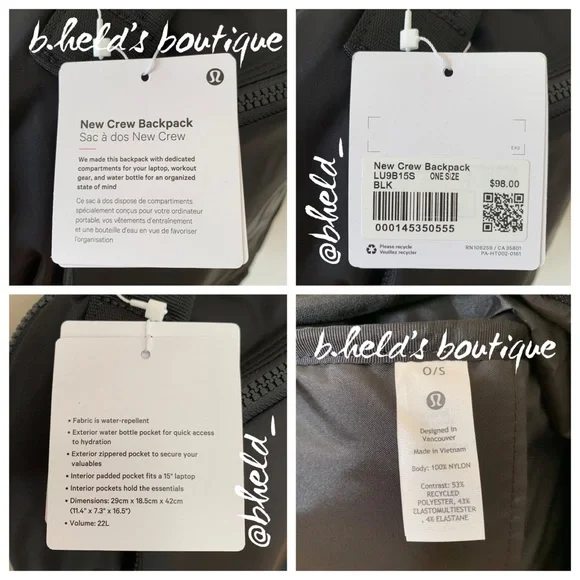 b.held's boutique
New Crew Backpack
Sac à dos New Crew
We made this backpack with dedicated
compartments for your laptop, workout
gear, and water bottle for an organized
state of mind
Ce sac à dos dispose de compartiments
spécialement conçus pour votre ordinateur
portable, vos vêtements d'entraînement
et une bouteille d'eau en vue de favoriser
l'organisation
@bheld_
New Crew Backpack
LU9B15S ONE SIZE
BLK
$98.00
000145350555
Please recycle
Veuillez recycler
RN106259 / CA 35801
PA-HT002-0161
• Fabric is water-repellent
• Exterior water bottle pocket for quick access
to hydration
• Exterior zippered pocket to secure your
valuables
• Interior padded pocket fits a 15" laptop
• Interior pockets hold the essentials
• Dimensions: 29cm x 18.5cm x 42cm
(11.4" x 7.3" x 16.5")
• Volume: 22L
@bheld_
b.held's boutique
O/S
Designed in
Vancouver
Made in Vietnam
Body: 100% NYLON
Contrast: 53%
RECYCLED
POLYESTER, 43%
ELASTOMULTIESTER
, 4% ELASTANE